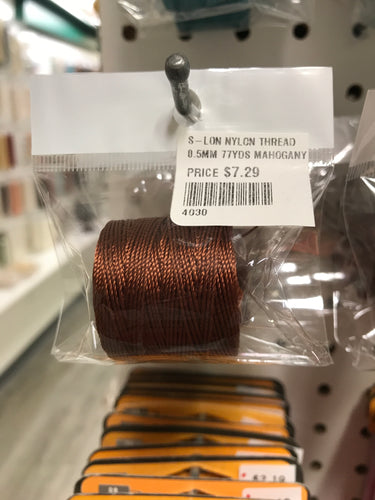 S-LON NYLON THREAD
0.5MM 77YDS MAHOGANY
PRICE $7.29
4030